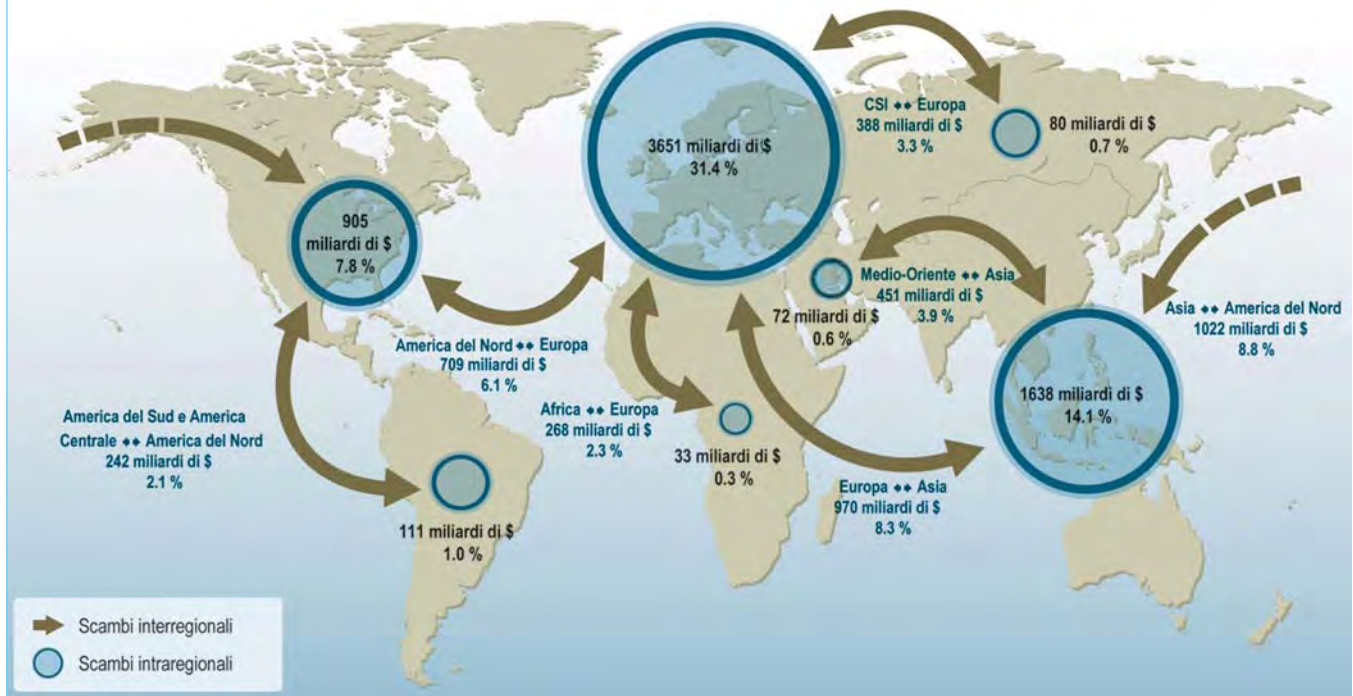 CSI ↔ Europa
388 miliardi di $
3.3 %
80 miliardi di $
0.7 %
3651 miliardi di $
31.4 %
905
miliardi di $
7.8 %
Medio-Oriente ↔ Asia
451 miliardi di $
3.9 %
72 miliardi di $
0.6 %
Asia ↔ America del Nord
1022 miliardi di $
8.8 %
America del Nord ↔ Europa
709 miliardi di $
6.1 %
1638 miliardi di $
14.1 %
America del Sud e America
Centrale ↔ America del Nord
242 miliardi di $
2.1 %
Africa ↔ Europa
268 miliardi di $
2.3 %
33 miliardi di $
0.3 %
Europa ↔ Asia
970 miliardi di $
8.3 %
111 miliardi di $
1.0 %
Scambi interregionali
Scambi intraregionali